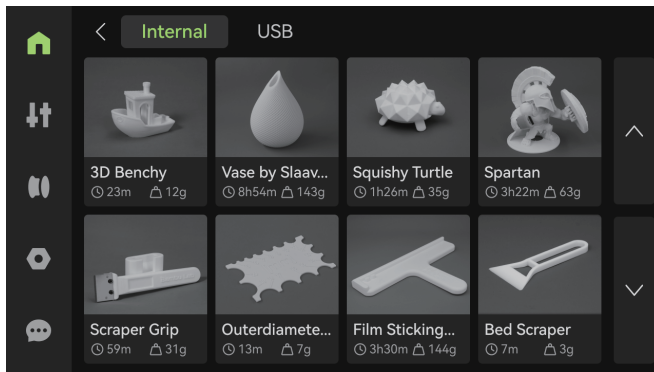 Internal USB
3D Benchy Vase by Slaav... Squishy Turtle Spartan
23m 12g 8h54m 143g 1h26m 35g 3h22m 63g
Scraper Grip Outerdiamete... Film Sticking... Bed Scraper
59m 31g 13m 7g 3h30m 144g 7m 3g